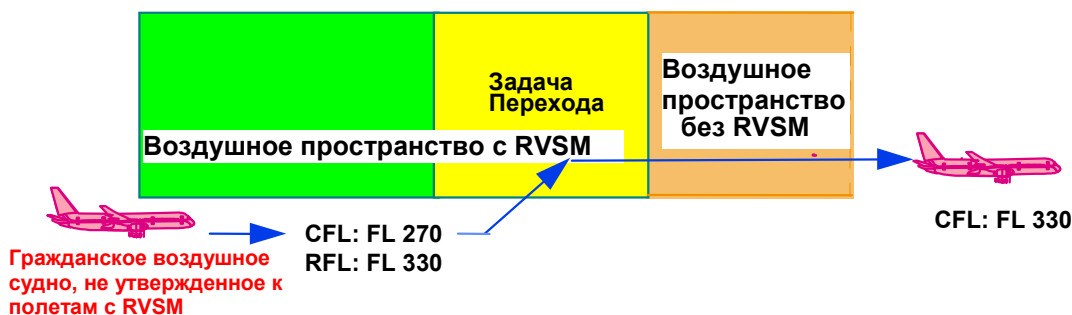 Задача
Перехода
Воздушное
пространство
без RVSM
Воздушное пространство с RVSM
CFL: FL 270
RFL: FL 330
CFL: FL 330
Гражданское воздушное
судно, не утвержденное к
полетам с RVSM